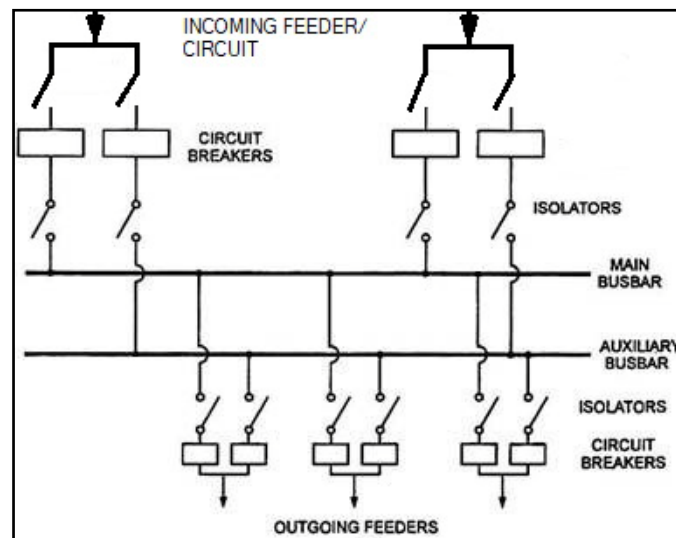 INCOMING FEEDER/
CIRCUIT
CIRCUIT
BREAKERS
ISOLATORS
MAIN
BUSBAR
AUXILIARY
BUSBAR
ISOLATORS
CIRCUIT
BREAKERS
OUTGOING FEEDERS